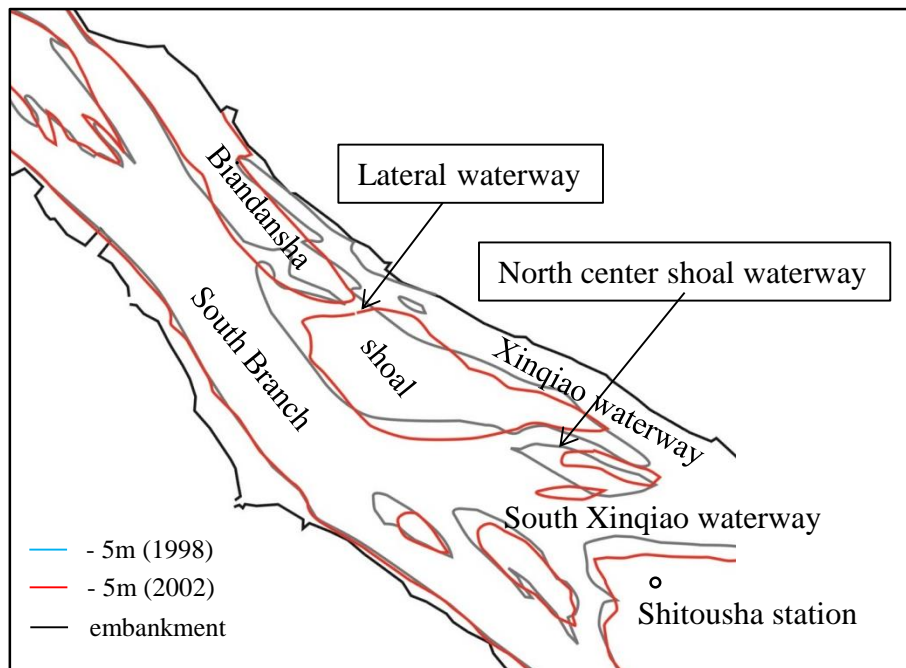 Lateral waterway
Biandansha
North center shoal waterway
South Branch
shoal
Xinqiao waterway
South Xinqiao waterway
- 5m (1998)
- 5m (2002)
embankment
Shitousha station